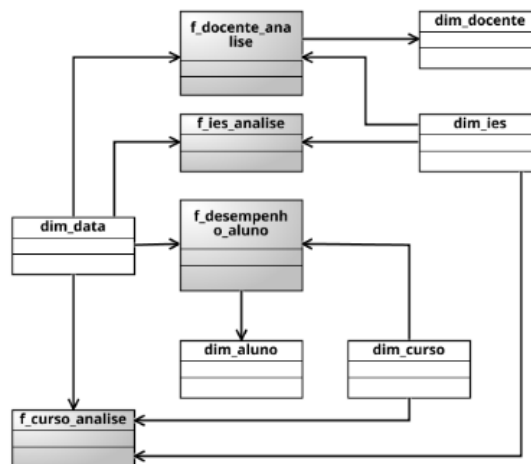 f_docente_ana
lise
dim_docente
f_ies_analise
dim_ies
f_desempenh
o_aluno
dim_data
dim_aluno
dim_curso
f_curso_analise